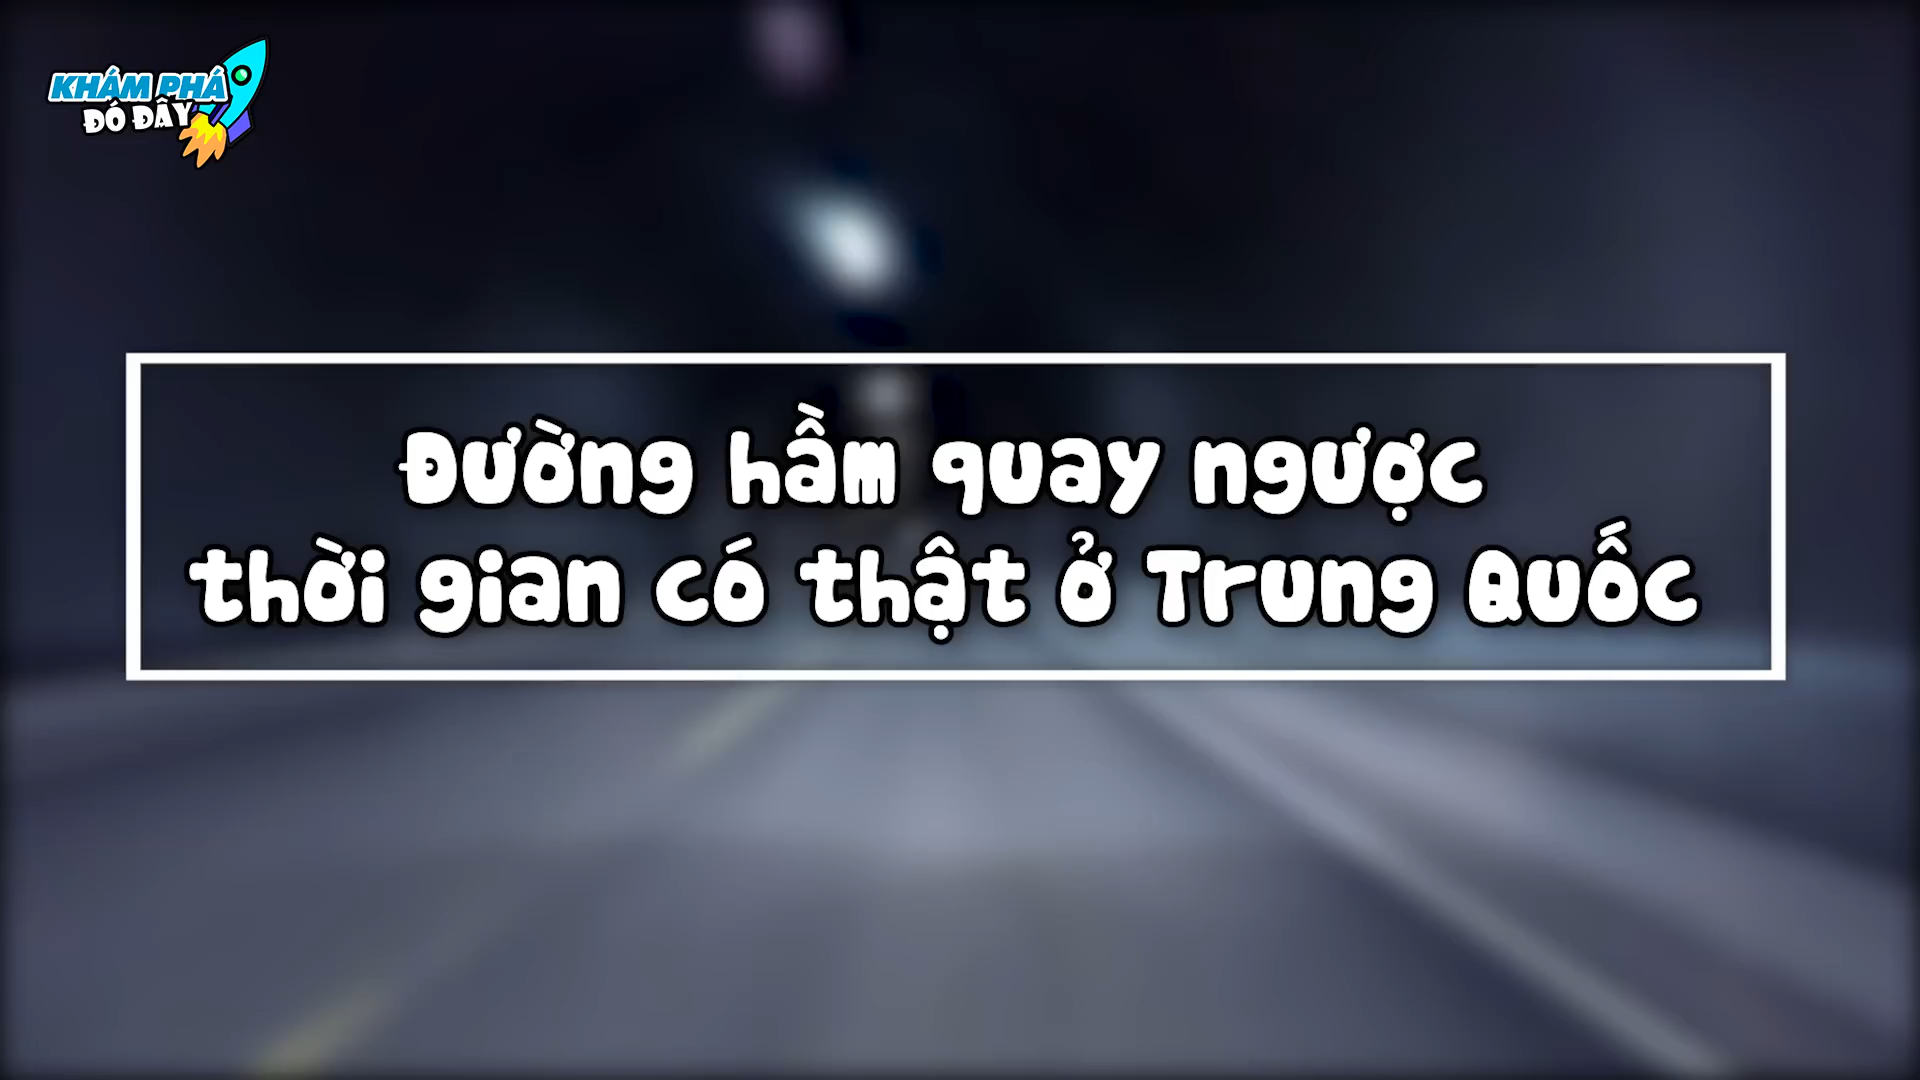 KHÁM PHÁ
ĐÓ ĐÂY
Đường hầm quay ngược
thời gian có thật ở Trung Quốc